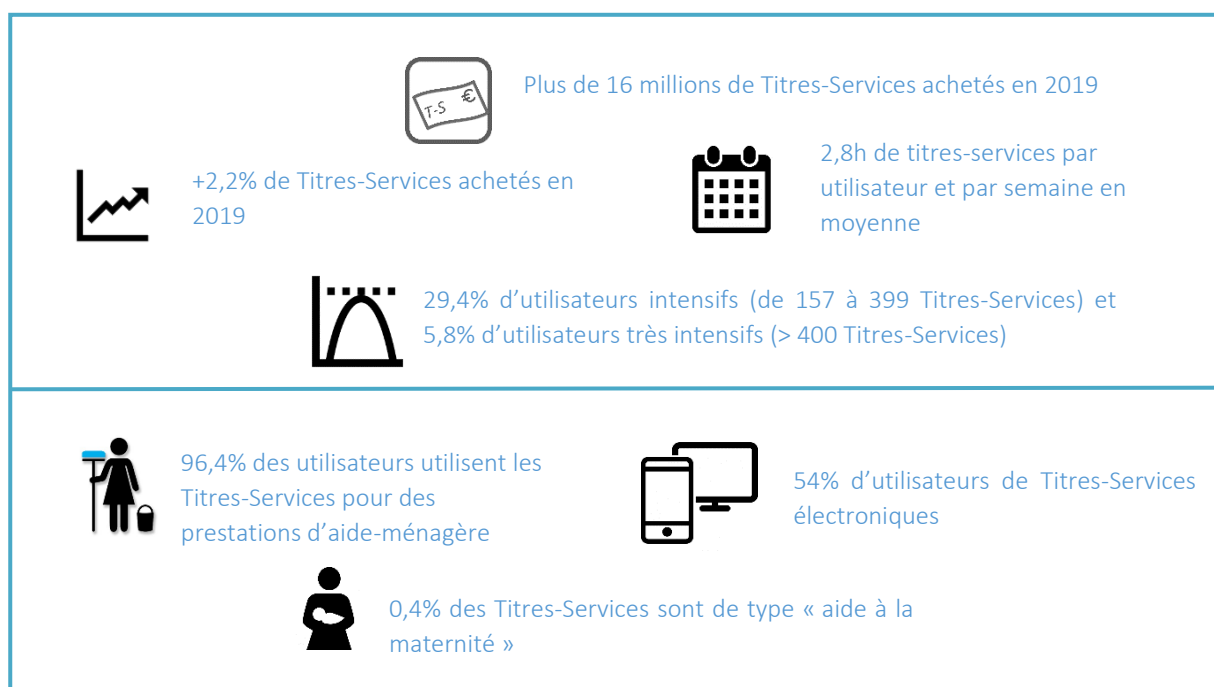 T-S €
Plus de 16 millions de Titres-Services achetés en 2019
+2,2% de Titres-Services achetés en
2019
2,8h de titres-services par
utilisateur et par semaine en
moyenne
29,4% d’utilisateurs intensifs (de 157 à 399 Titres-Services) et
5,8% d’utilisateurs très intensifs (> 400 Titres-Services)
96,4% des utilisateurs utilisent les
Titres-Services pour des
prestations d’aide-ménagère
54% d’utilisateurs de Titres-Services
électroniques
0,4% des Titres-Services sont de type « aide à la
maternité »